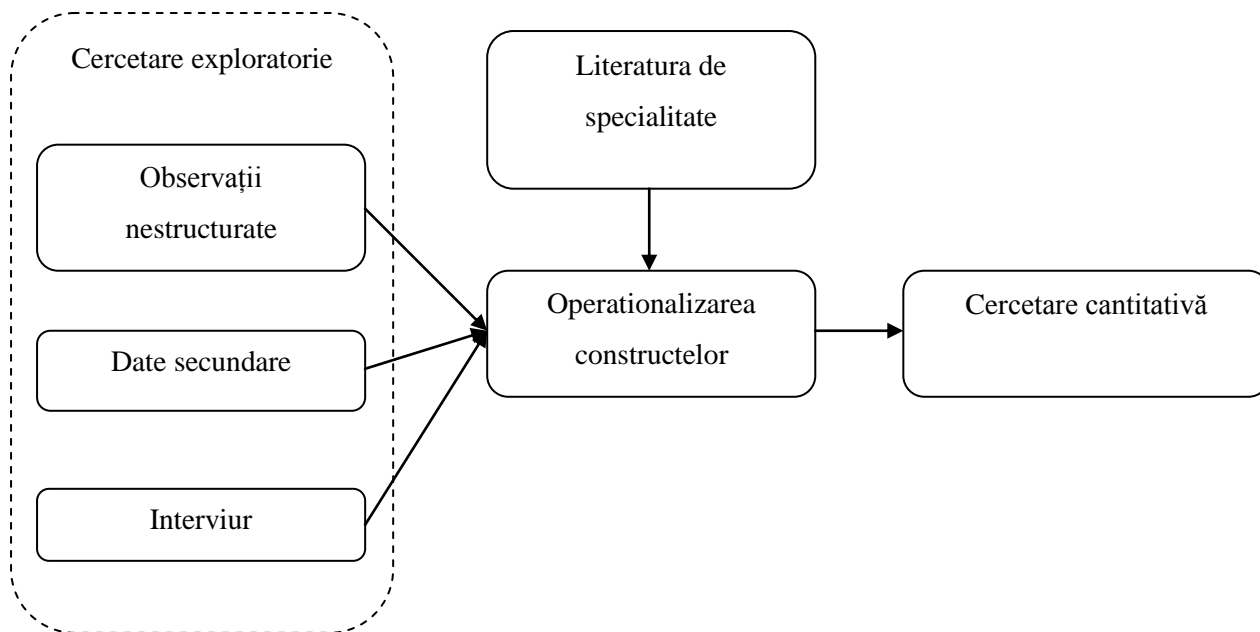 Cercetare exploratorie
Observații
nestructurate
Date secundare
Interviur
Literatura de
specialitate
Operationalizarea
constructelor
Cercetare cantitativă